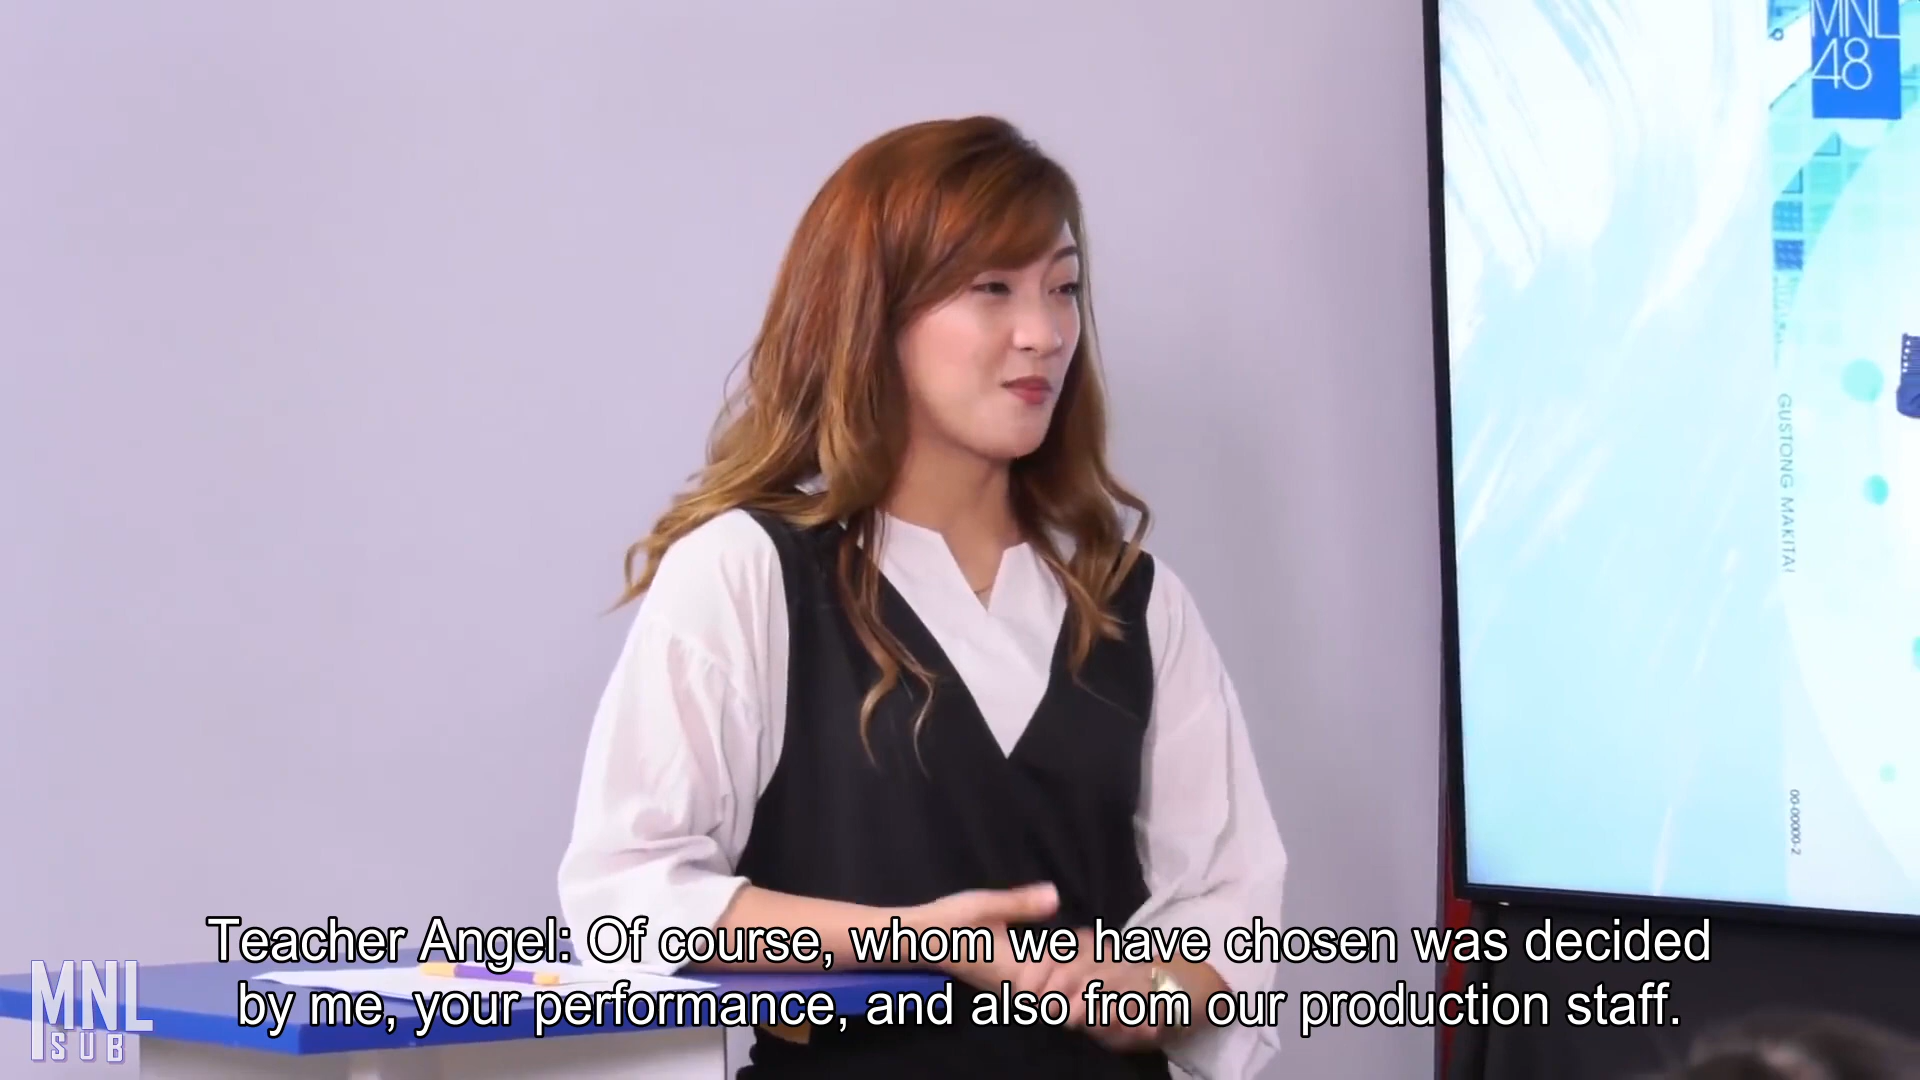 MNL
48
GUSTONG MAKITA!
00-00000-2
Teacher Angel: Of course, whom we have chosen was decided
by me, your performance, and also from our production staff.
MNL
SUB